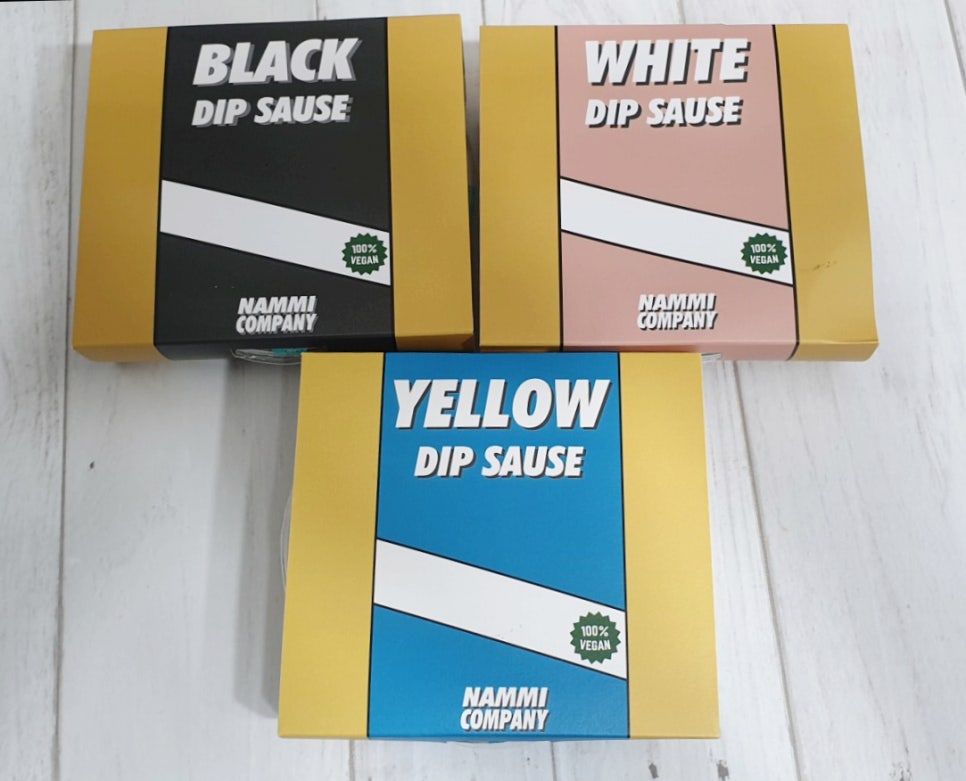 BLACK
DIP SAUSE
100%
VEGAN
NAMMI
COMPANY
WHITE
DIP SAUSE
100%
VEGAN
NAMMI
COMPANY
YELLOW
DIP SAUSE
100%
VEGAN
NAMMI
COMPANY